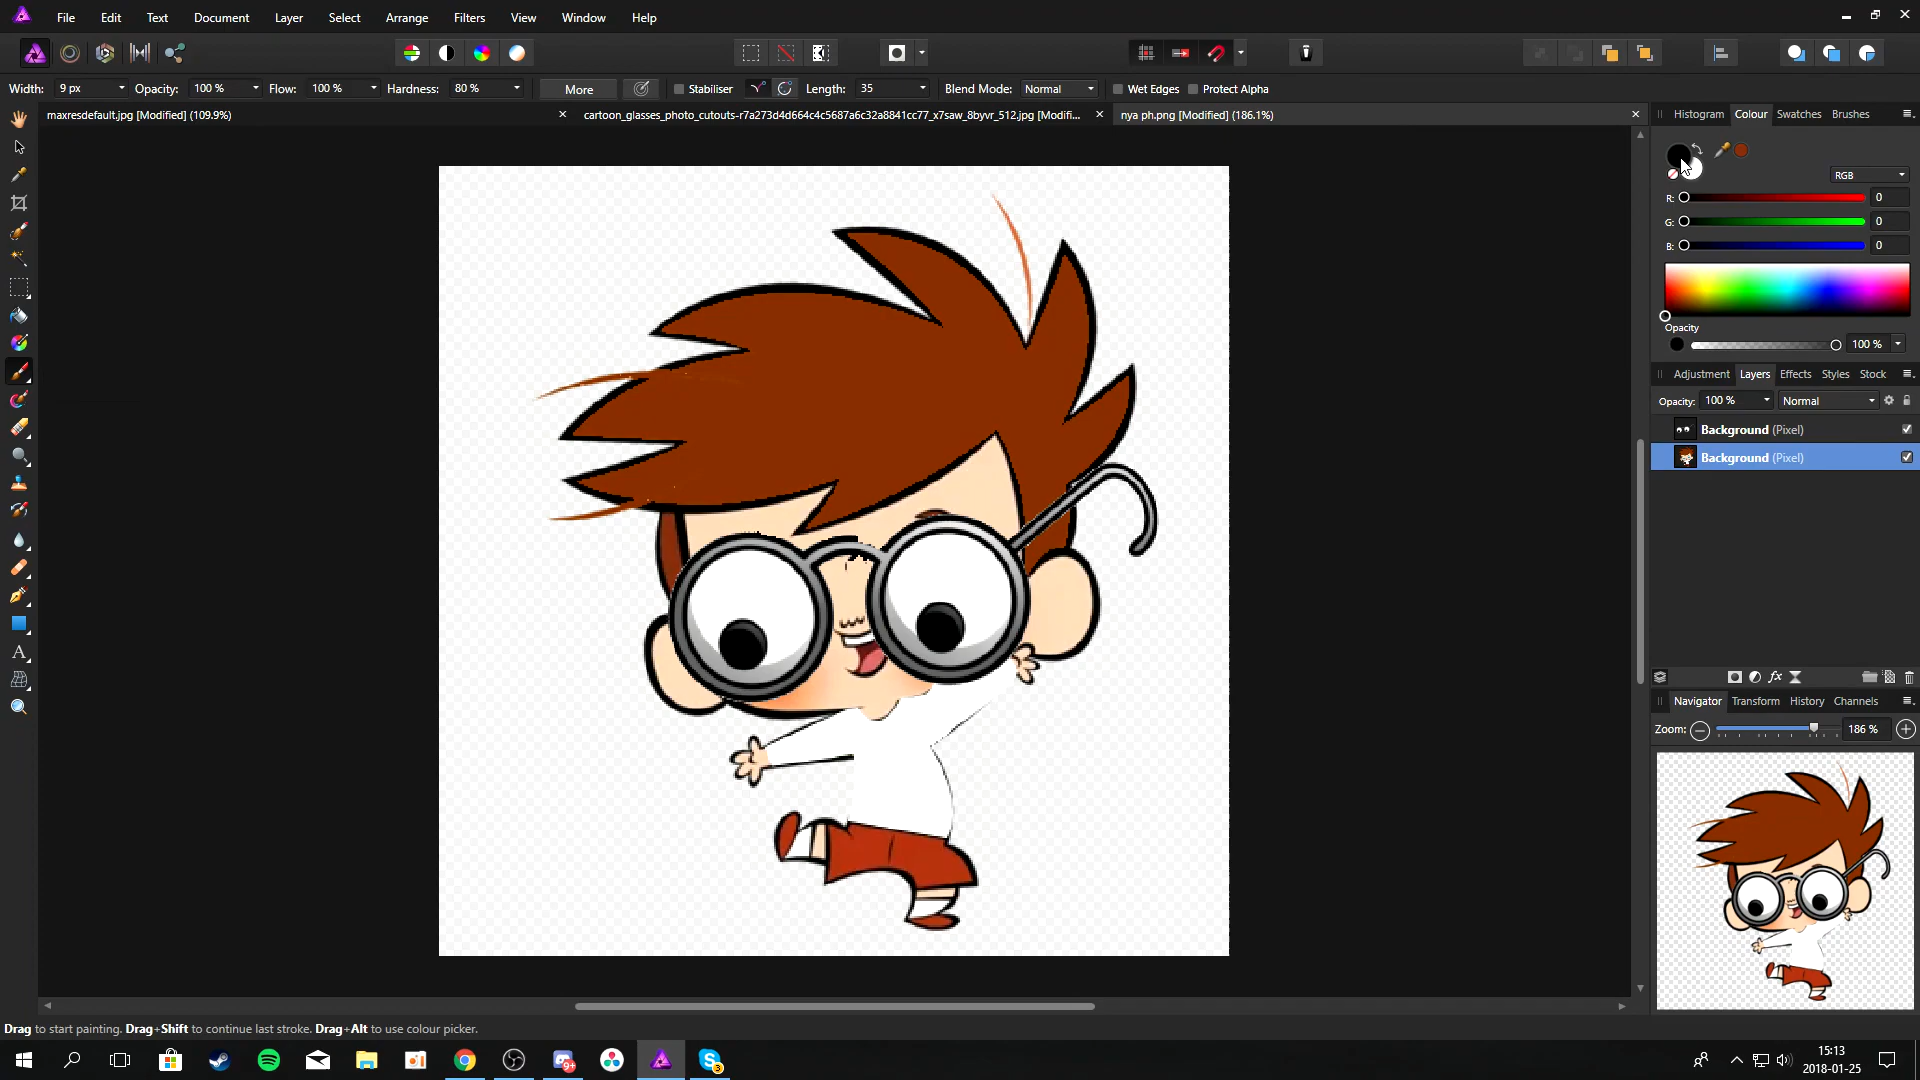 File Edit Text Document Layer Select Arrange Filters View Window Help
Width: 9 px Opacity: 100 % Flow: 100 % Hardness: 80 % More Stabiliser Length: 35 Blend Mode: Normal Wet Edges Protect Alpha
maxresdefault.jpg [Modified] (109.9%) cartoon_glasses_photo_cutouts-r7a273d4d664c4c5687a6c32a8841cc77_x7saw_8byvr_512.jpg [Modifi... nya ph.png [Modified] (186.1%)
Histogram Colour Swatches Brushes
RGB
R: 0
G: 0
B: 0
Opacity
100 %
Adjustment Layers Effects Styles Stock
Opacity: 100 % Normal
Background (Pixel)
Background (Pixel)
fx
Navigator Transform History Channels
Zoom: 186 %
A
Drag to start painting. Drag+Shift to continue last stroke. Drag+Alt to use colour picker.
9+
3
15:13
2018-01-25